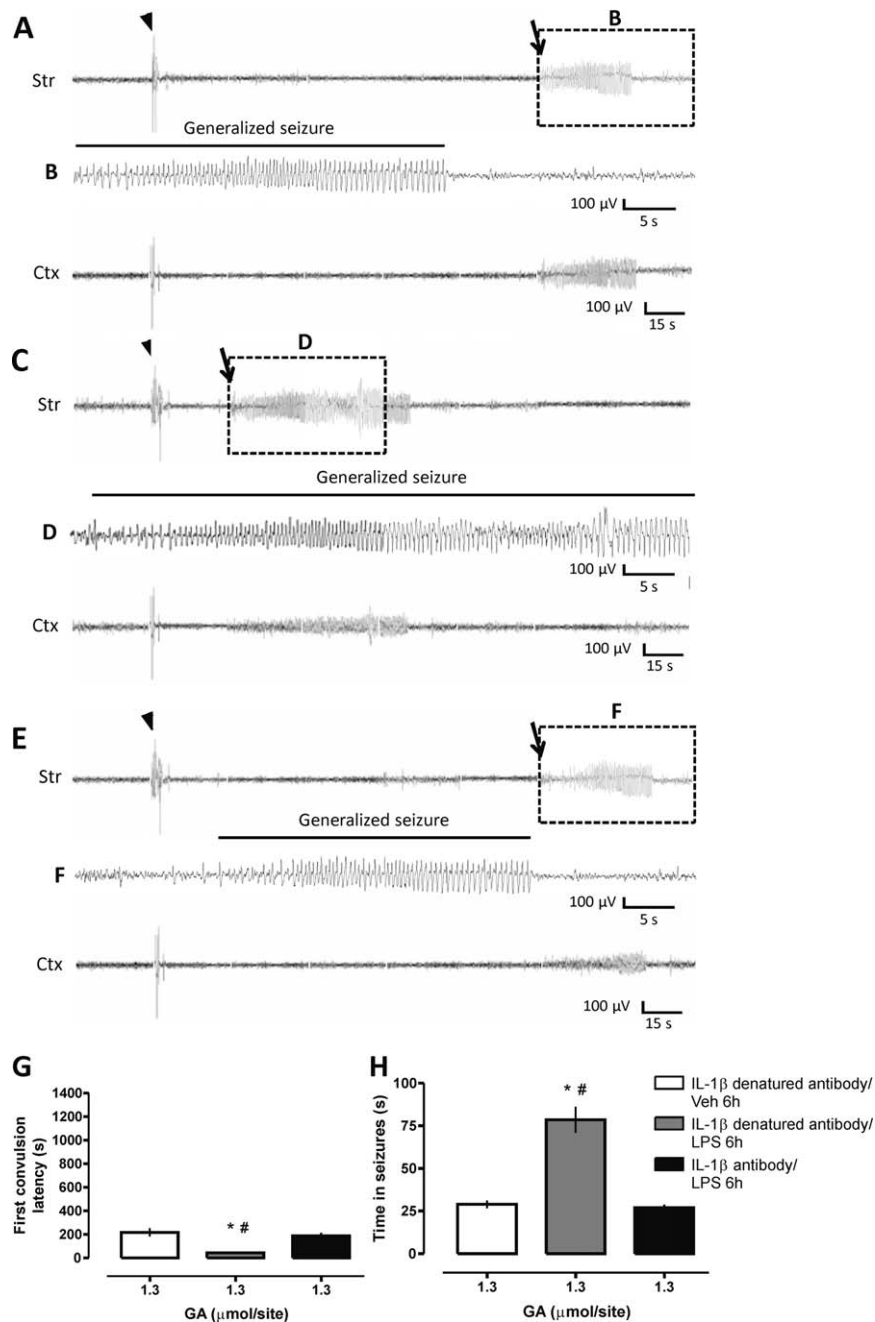 A
B
Str
Generalized seizure
B
100 μV
5 s
Ctx
100 μV
15 s
C
D
Str
Generalized seizure
D
100 μV
5 s
Ctx
100 μV
15 s
E
F
Str
Generalized seizure
F
100 μV
5 s
Ctx
100 μV
15 s
G
First convulsion
latency (s)
1400
1200
1000
800
600
400
200
0
* #
1.3
1.3
1.3
GA (μmol/site)
H
Time in seizures (s)
100
75
50
25
0
* #
1.3
1.3
1.3
GA (μmol/site)
IL-1β denatured antibody/
Veh 6h
IL-1β denatured antibody/
LPS 6h
IL-1β antibody/
LPS 6h